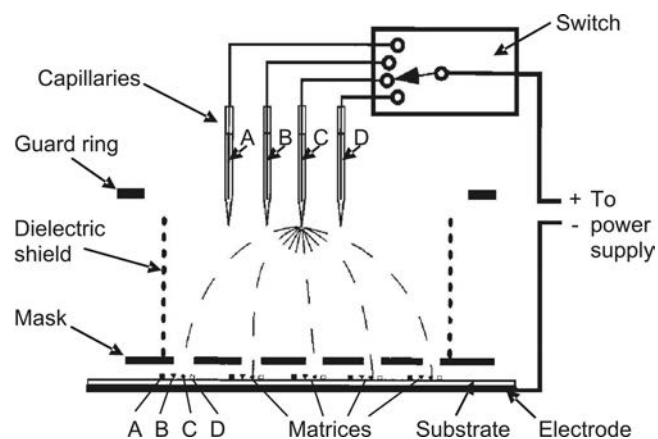 Switch
Capillaries
A B C D
Guard ring
+ To
- power
supply
Dielectric
shield
Mask
A B C D Matrices Substrate Electrode